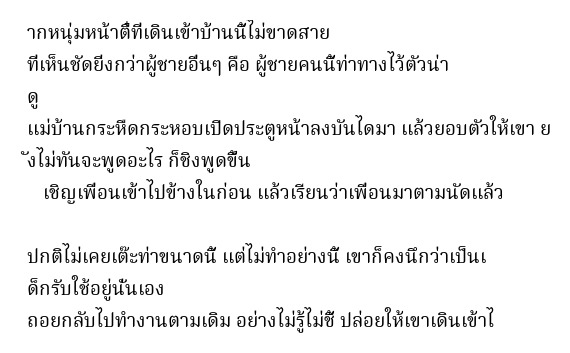 ากหนุ่มหน้าตี๋ที่เดินเข้าบ้านนี้ไม่ขาดสาย
ที่เห็นชัดยิ่งกว่าผู้ชายอื่นๆ คือ ผู้ชายคนนี้ท่าทางไว้ตัวน่า
ดู
แม่บ้านกระหืดกระหอบเปิดประตูหน้าลงบันไดมา แล้วยอบตัวให้เขา ย
ังไม่ทันจะพูดอะไร ก็ชิงพูดขึ้น
เชิญเพื่อนเข้าไปข้างในก่อน แล้วเรียนว่าเพื่อนมาตามนัดแล้ว
ปกติไม่เคยเต๊ะท่าขนาดนี้ แต่ไม่ทำอย่างนี้ เขาก็คงนึกว่าเป็นเ
ด็กรับใช้อยู่นั่นเอง
ถอยกลับไปทำงานตามเดิม อย่างไม่รู้ไม่ชี้ ปล่อยให้เขาเดินเข้าไ